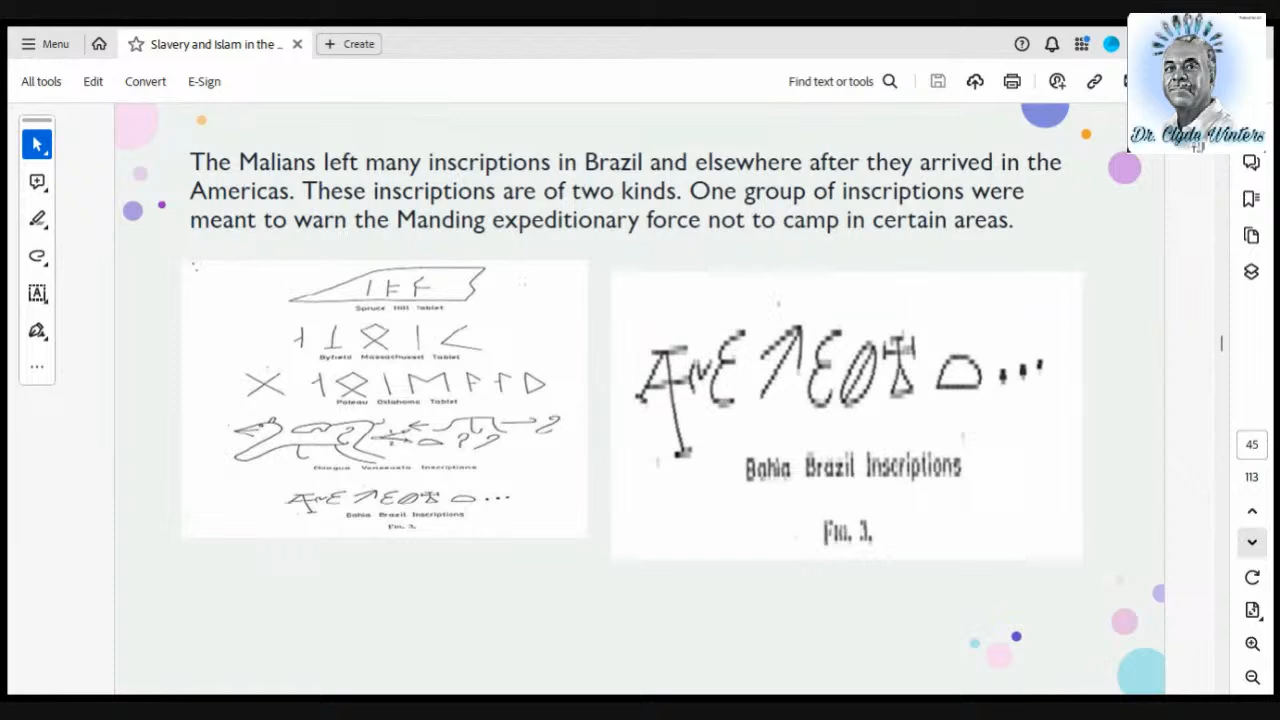 Menu
Slavery and Islam in the ...
Create
All tools
Edit
Convert
E-Sign
Find text or tools
Dr. Clyde Winters
The Malians left many inscriptions in Brazil and elsewhere after they arrived in the
Americas. These inscriptions are of two kinds. One group of inscriptions were
meant to warn the Manding expeditionary force not to camp in certain areas.
Spruce Hill Tablet
Byfield Massachuset Tablet
Poteau Oklahoma Tablet
Venezuela Inscriptions
Bahia Brazil Inscriptions
FIG. 3.
Bahia Brazil Inscriptions
FIG. 3.
45
113